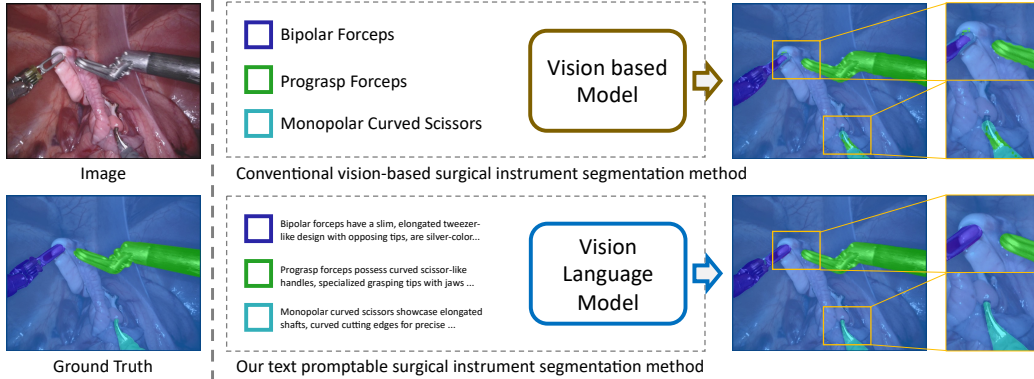 Image
Ground Truth
Bipolar Forceps
Prograsp Forceps
Monopolar Curved Scissors
Vision based
Model
Conventional vision-based surgical instrument segmentation method
Bipolar forceps have a slim, elongated tweezer-
like design with opposing tips, are silver-color...
Prograsp forceps possess curved scissor-like
handles, specialized grasping tips with jaws ...
Monopolar curved scissors showcase elongated
shafts, curved cutting edges for precise ...
Vision
Language
Model
Our text promptable surgical instrument segmentation method